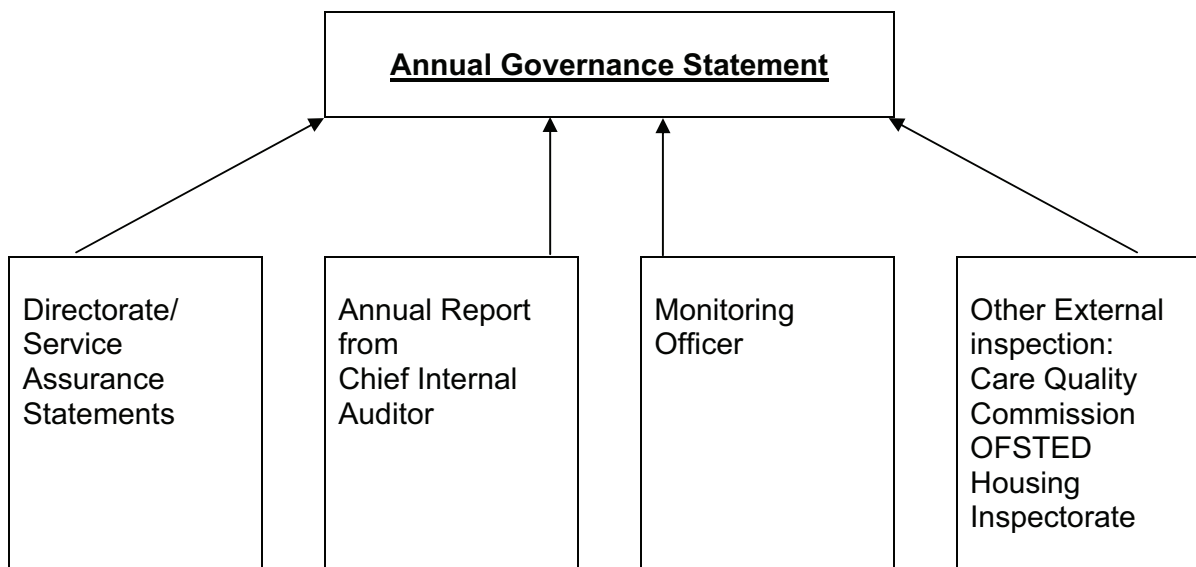 Annual Governance Statement
Directorate/
Service
Assurance
Statements
Annual Report
from
Chief Internal
Auditor
Monitoring
Officer
Other External
inspection:
Care Quality
Commission
OFSTED
Housing
Inspectorate